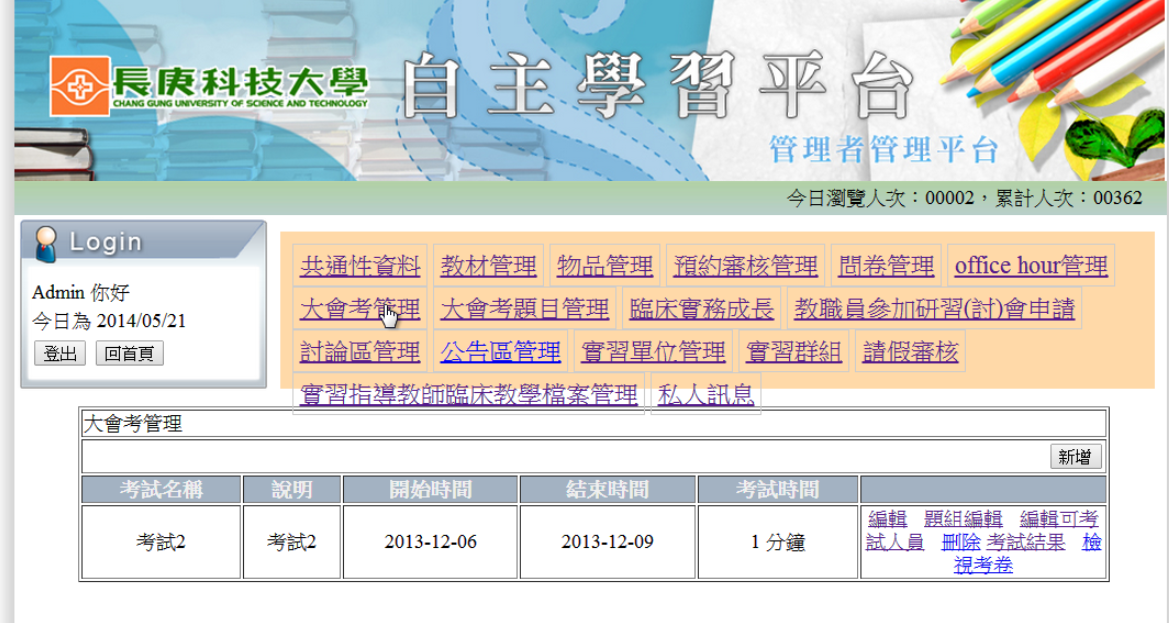 長庚科技大學
CHANG GUNG UNIVERSITY OF SCIENCE AND TECHNOLOGY
自主學習平台
管理者管理平台
今日瀏覽人次：00002，累計人次：00362
Login
Admin 你好
今日為 2014/05/21
登出 回首頁
共通性資料 教材管理 物品管理 預約審核管理 問卷管理 office hour管理
大會考管理 大會考題目管理 臨床實務成長 教職員參加研習(討)會申請
討論區管理 公告區管理 實習單位管理 實習群組 請假審核
實習指導教師臨床教學檔案管理 私人訊息
大會考管理
新增
考試名稱 說明 開始時間 結束時間 考試時間
考試2 考試2 2013-12-06 2013-12-09 1 分鐘
編輯 題組編輯 編輯可考
試人員 刪除 考試結果 檢
視考卷